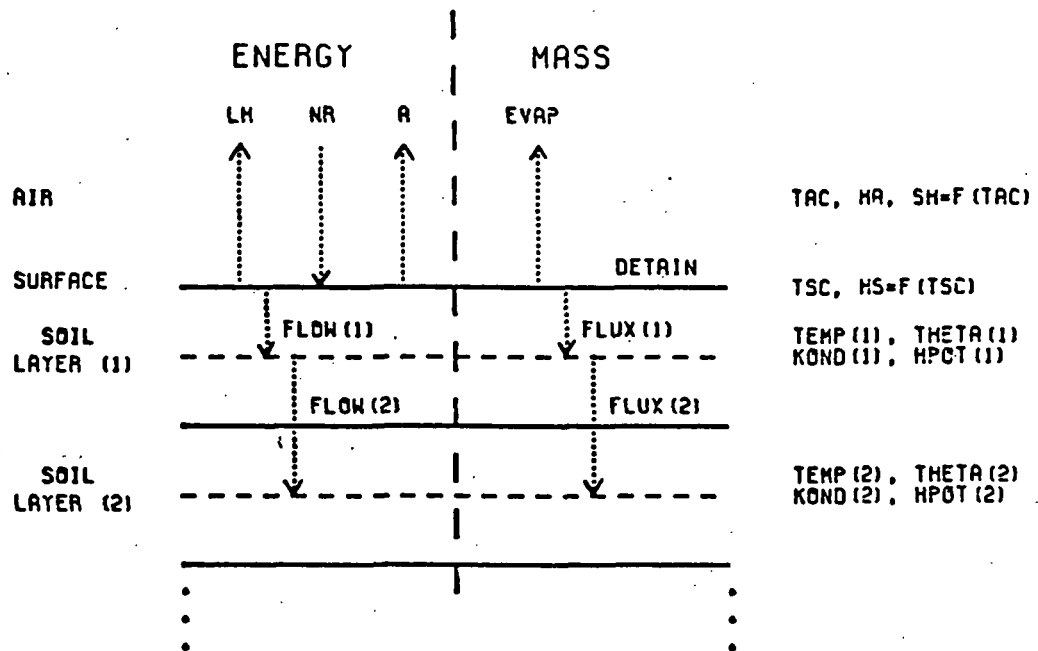 ENERGY MASS
LH NR A EVAP
AIR TAC, HA, SH=F(TAC)
DETAIN
SURFACE TSC, HS=F(TSC)
SOIL FLOW(1) FLUX(1) TEMP(1), THETA(1)
LAYER (1) KOND(1), HPOT(1)
FLOW(2) FLUX(2)
SOIL TEMP(2), THETA(2)
LAYER (2) KOND(2), HPOT(2)